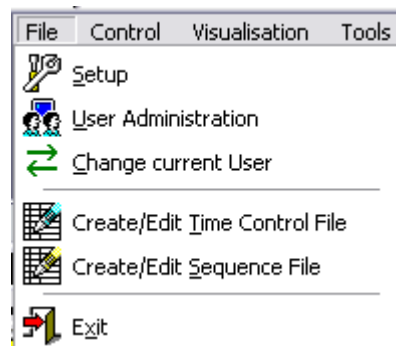 File Control Visualisation Tools
Setup
User Administration
Change current User
Create/Edit Time Control File
Create/Edit Sequence File
Exit